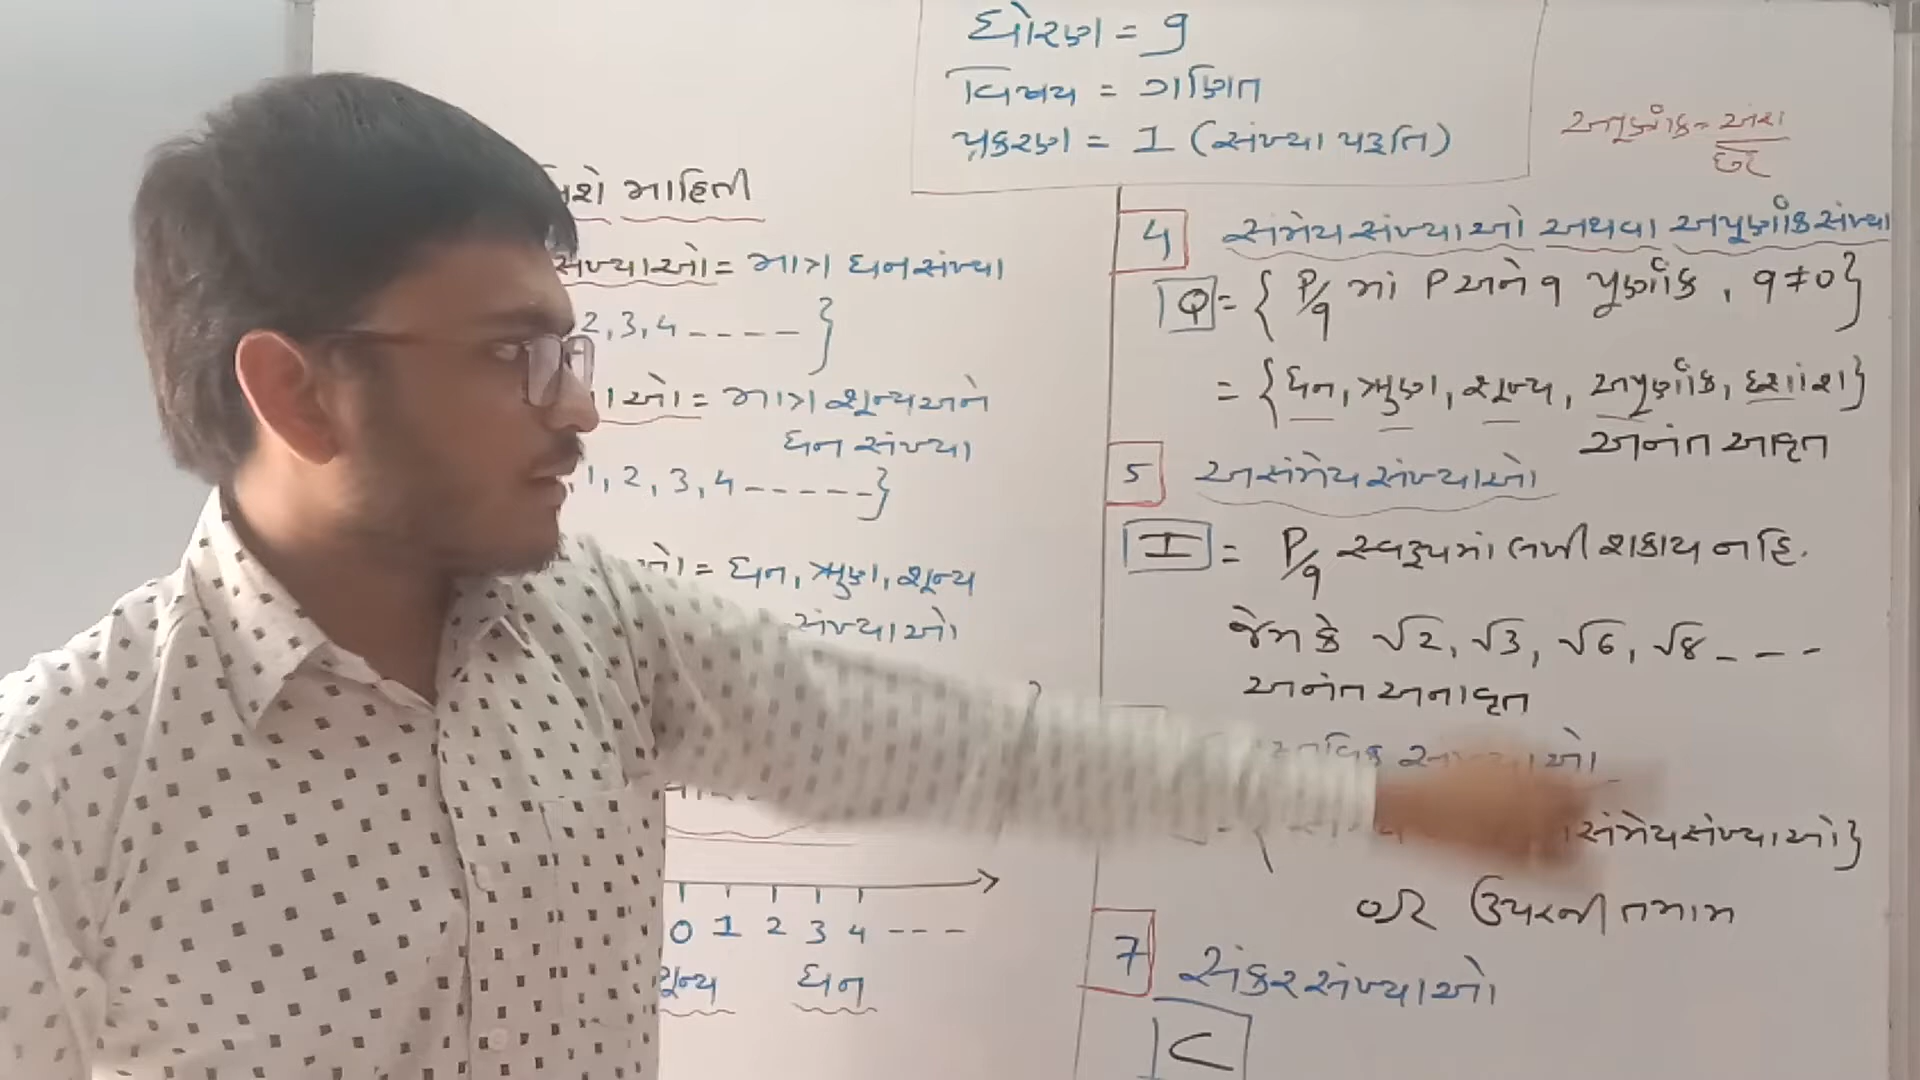 ધોરણ = 9
વિષય = ગણિત
પ્રકરણ = 1 (સંખ્યા પદ્ધતિ)
અપૂર્ણાંક = અંશ
છેદ
વિશે માહિતી
સંખ્યાઓ = માત્ર ધન સંખ્યા
2, 3, 4 - - - - - }
= માત્ર શૂન્ય અને
ધન સંખ્યા
, 1, 2, 3, 4 - - - - - - }
= ધન, ઋણ, શૂન્ય
સંખ્યાઓ
0 1 2 3 4 - - -
શૂન્ય ધન
4 સંમેય સંખ્યાઓ અથવા અપૂર્ણાંક સંખ્યા
Q = { P/q માં P અને q પૂર્ણાંક , q ≠ 0 }
= { ધન, ઋણ, શૂન્ય, અપૂર્ણાંક, દશાંશ }
અનંત આવૃત
5 અસંમેય સંખ્યાઓ
I = P/q સ્વરૂપમાં લખી શકાય નહિ.
જેમ કે √2, √3, √6, √8 - - -
અનંત અનાવૃત
સંમેય સંખ્યાઓ }
OR ઉપરની તમામ
7 સંકર સંખ્યાઓ
C